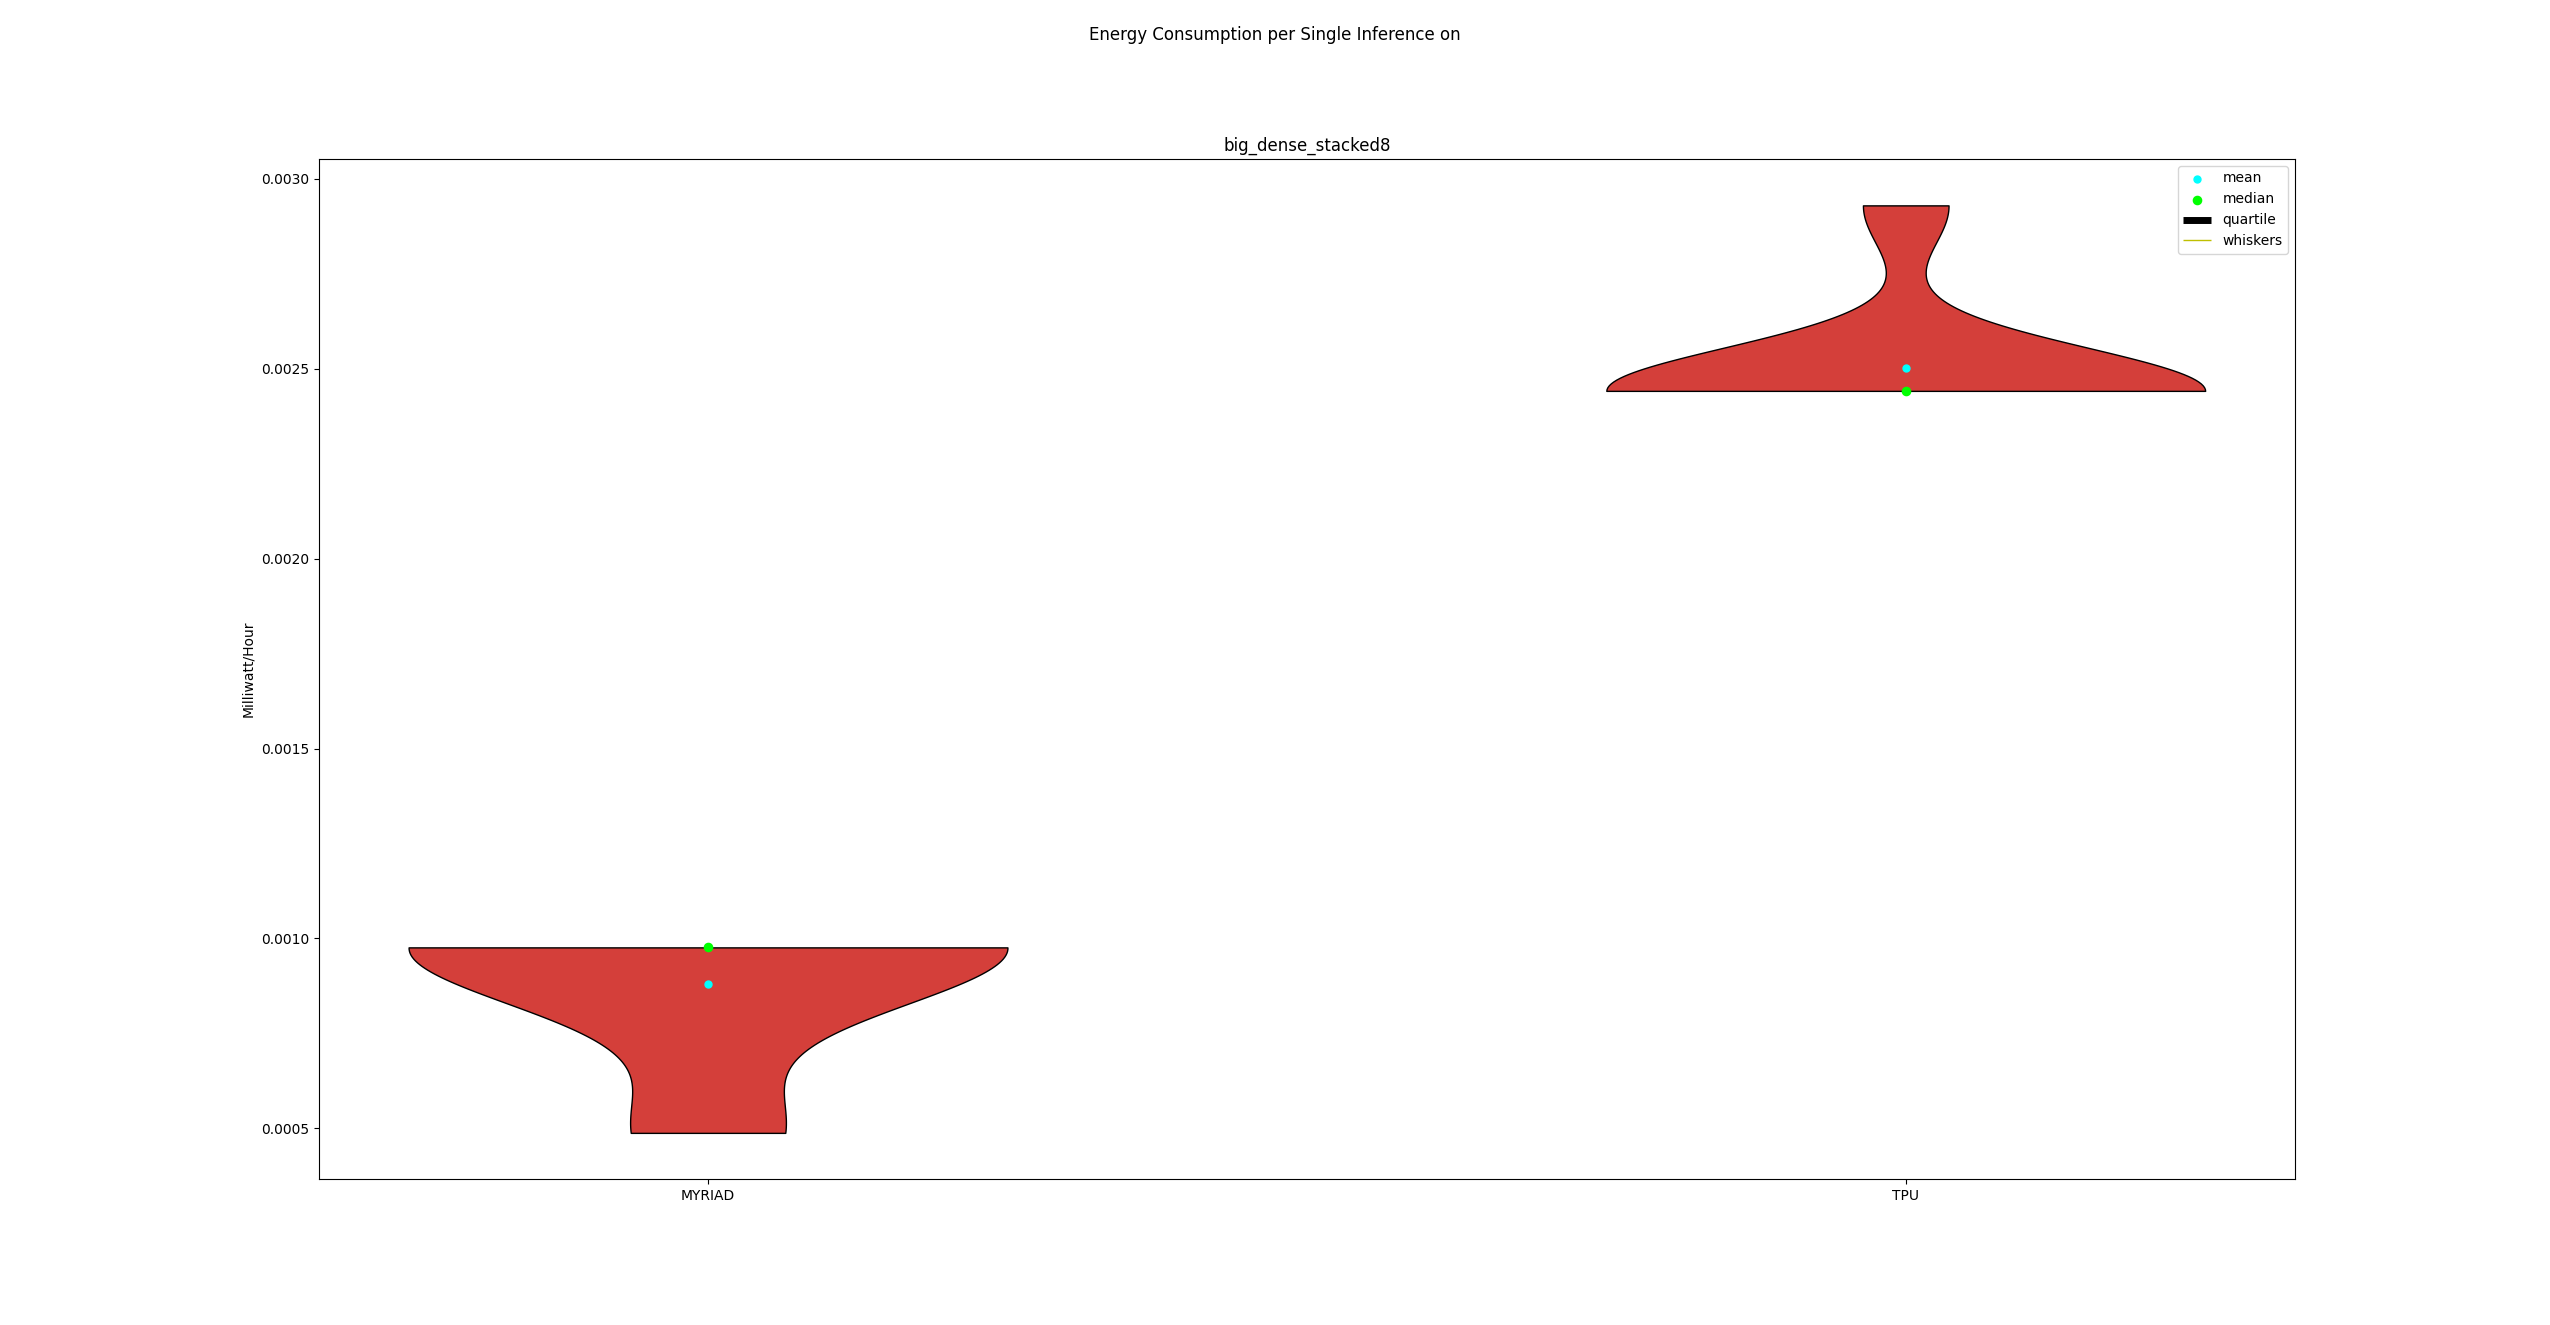 Energy Consumption per Single Inference on
big_dense_stacked8
0.0030
0.0025
0.0020
0.0015
0.0010
0.0005
Milliwatt/Hour
mean
median
quartile
whiskers
MYRIAD
TPU